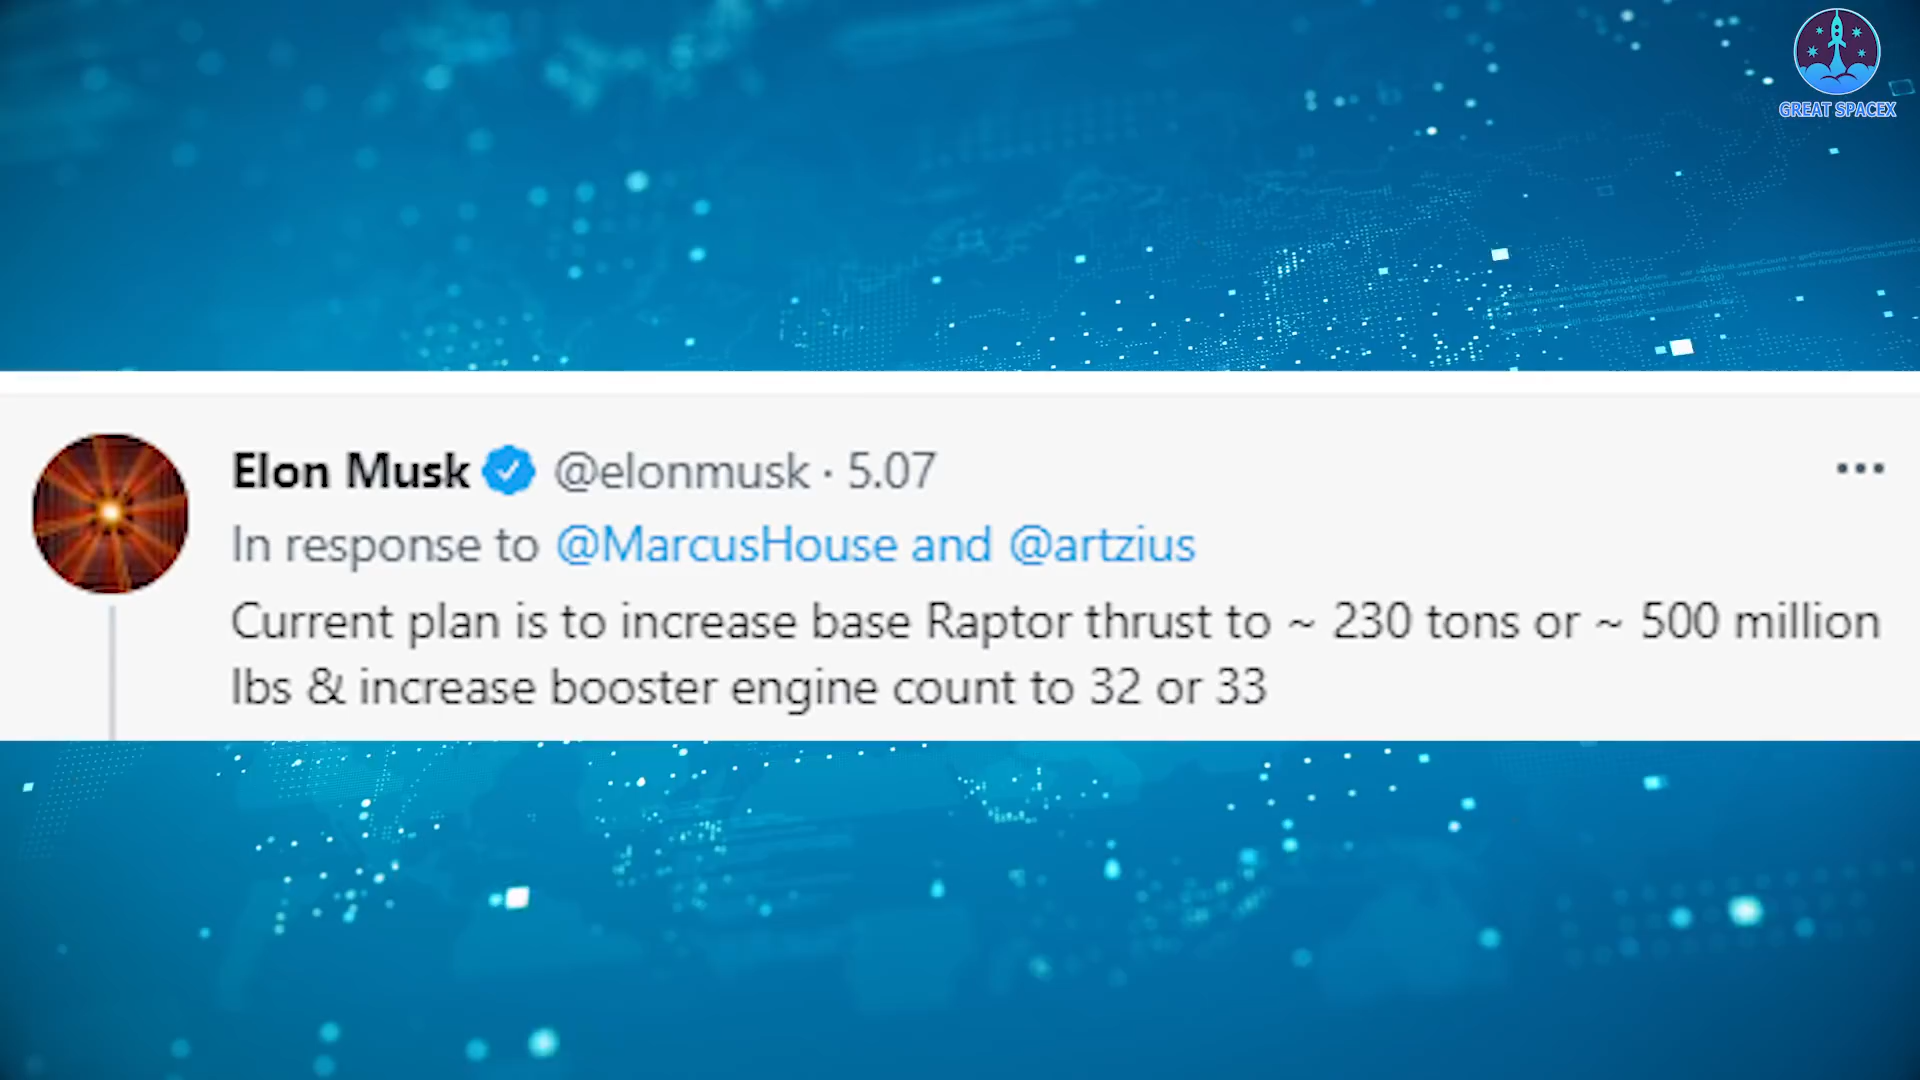 GREAT SPACEX
Elon Musk @elonmusk · 5.07
In response to @MarcusHouse and @artzius
Current plan is to increase base Raptor thrust to ~ 230 tons or ~ 500 million
lbs & increase booster engine count to 32 or 33